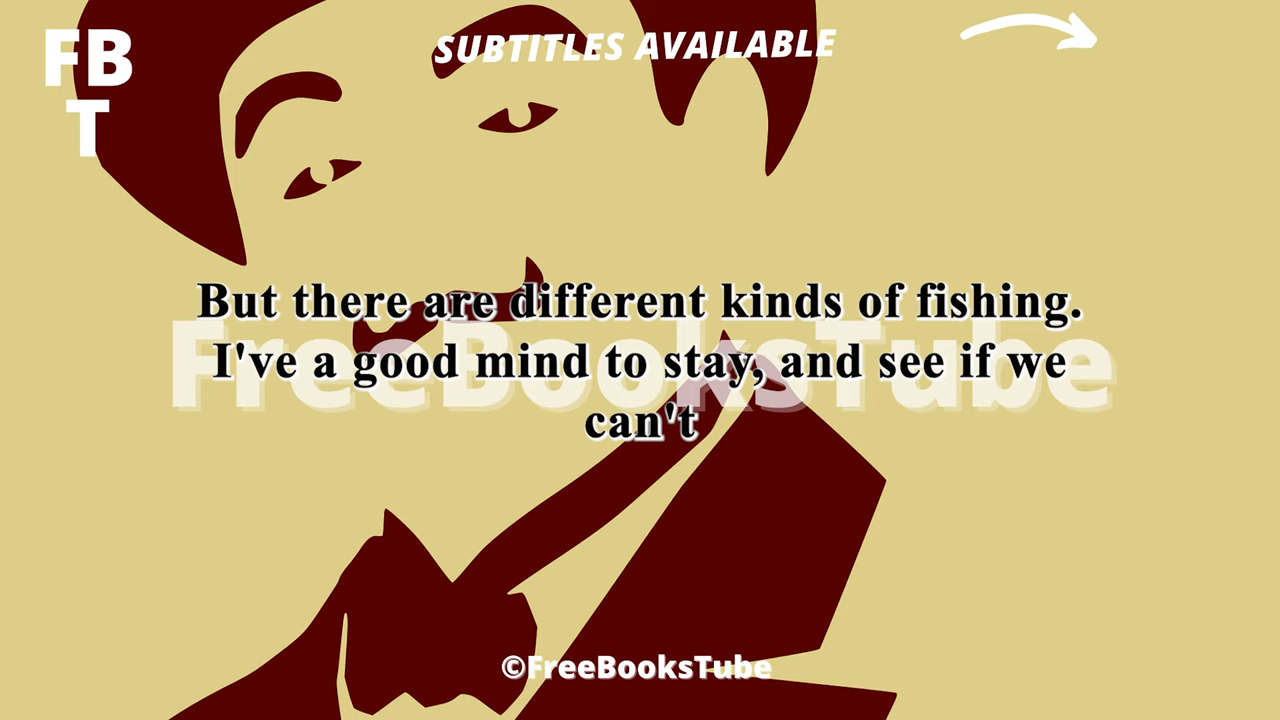 FB
T
SUBTITLES AVAILABLE
But there are different kinds of fishing.
I've a good mind to stay, and see if we
can't
FreeBooksTube
©FreeBooksTube